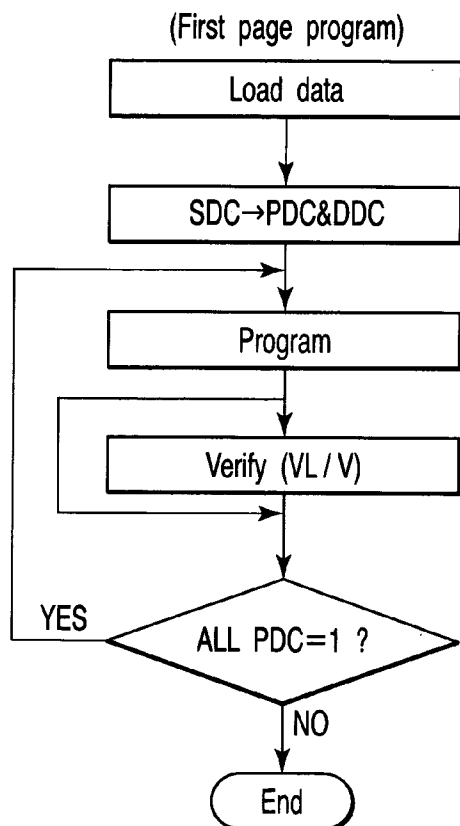 (First page program)
Load data
SDC→PDC&DDC
Program
Verify (VL / V)
ALL PDC=1 ?
YES
NO
End